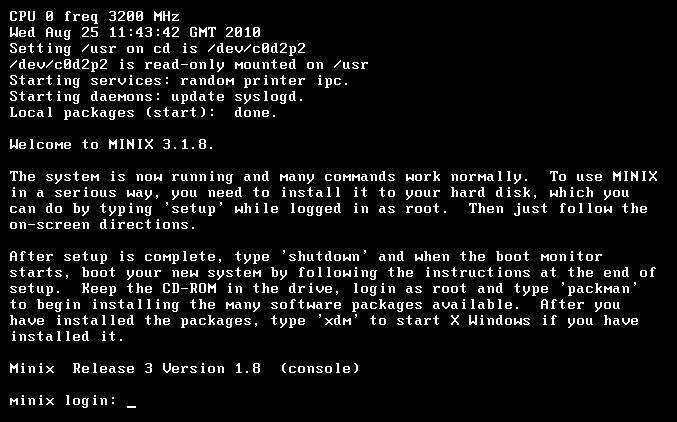 CPU 0 freq 3200 MHz
Wed Aug 25 11:43:42 GMT 2010
Setting /usr on cd is /dev/c0d2p2
/dev/c0d2p2 is read-only mounted on /usr
Starting services: random printer ipc.
Starting daemons: update syslogd.
Local packages (start):  done.

Welcome to MINIX 3.1.8.

The system is now running and many commands work normally.  To use MINIX
in a serious way, you need to install it to your hard disk, which you
can do by typing 'setup' while logged in as root.  Then just follow the
on-screen directions.

After setup is complete, type 'shutdown' and when the boot monitor
starts, boot your new system by following the instructions at the end of
setup.  Keep the CD-ROM in the drive, login as root and type 'packman'
to begin installing the many software packages available.  After you
have installed the packages, type 'xdm' to start X Windows if you have
installed it.

Minix  Release 3 Version 1.8  (console)

minix login: _